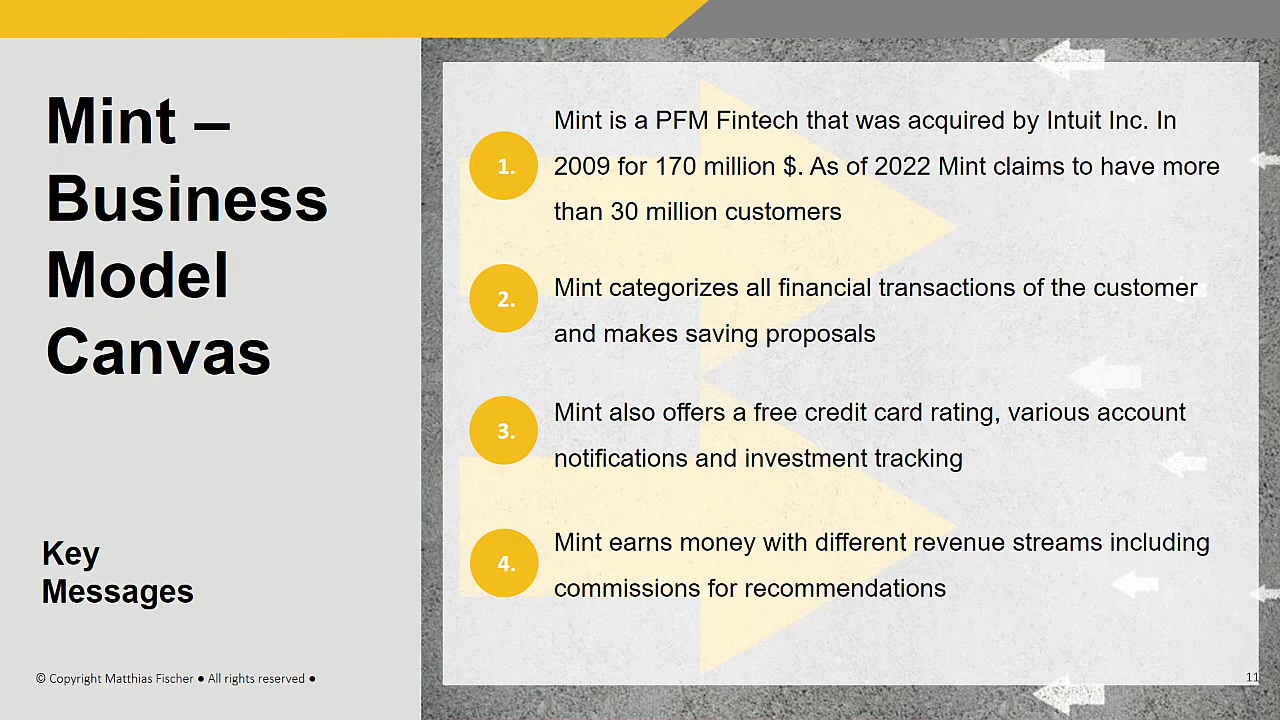 Mint –
Business
Model
Canvas
Key
Messages
© Copyright Matthias Fischer ● All rights reserved ●
1.
Mint is a PFM Fintech that was acquired by Intuit Inc. In
2009 for 170 million $. As of 2022 Mint claims to have more
than 30 million customers
2.
Mint categorizes all financial transactions of the customer
and makes saving proposals
3.
Mint also offers a free credit card rating, various account
notifications and investment tracking
4.
Mint earns money with different revenue streams including
commissions for recommendations
11